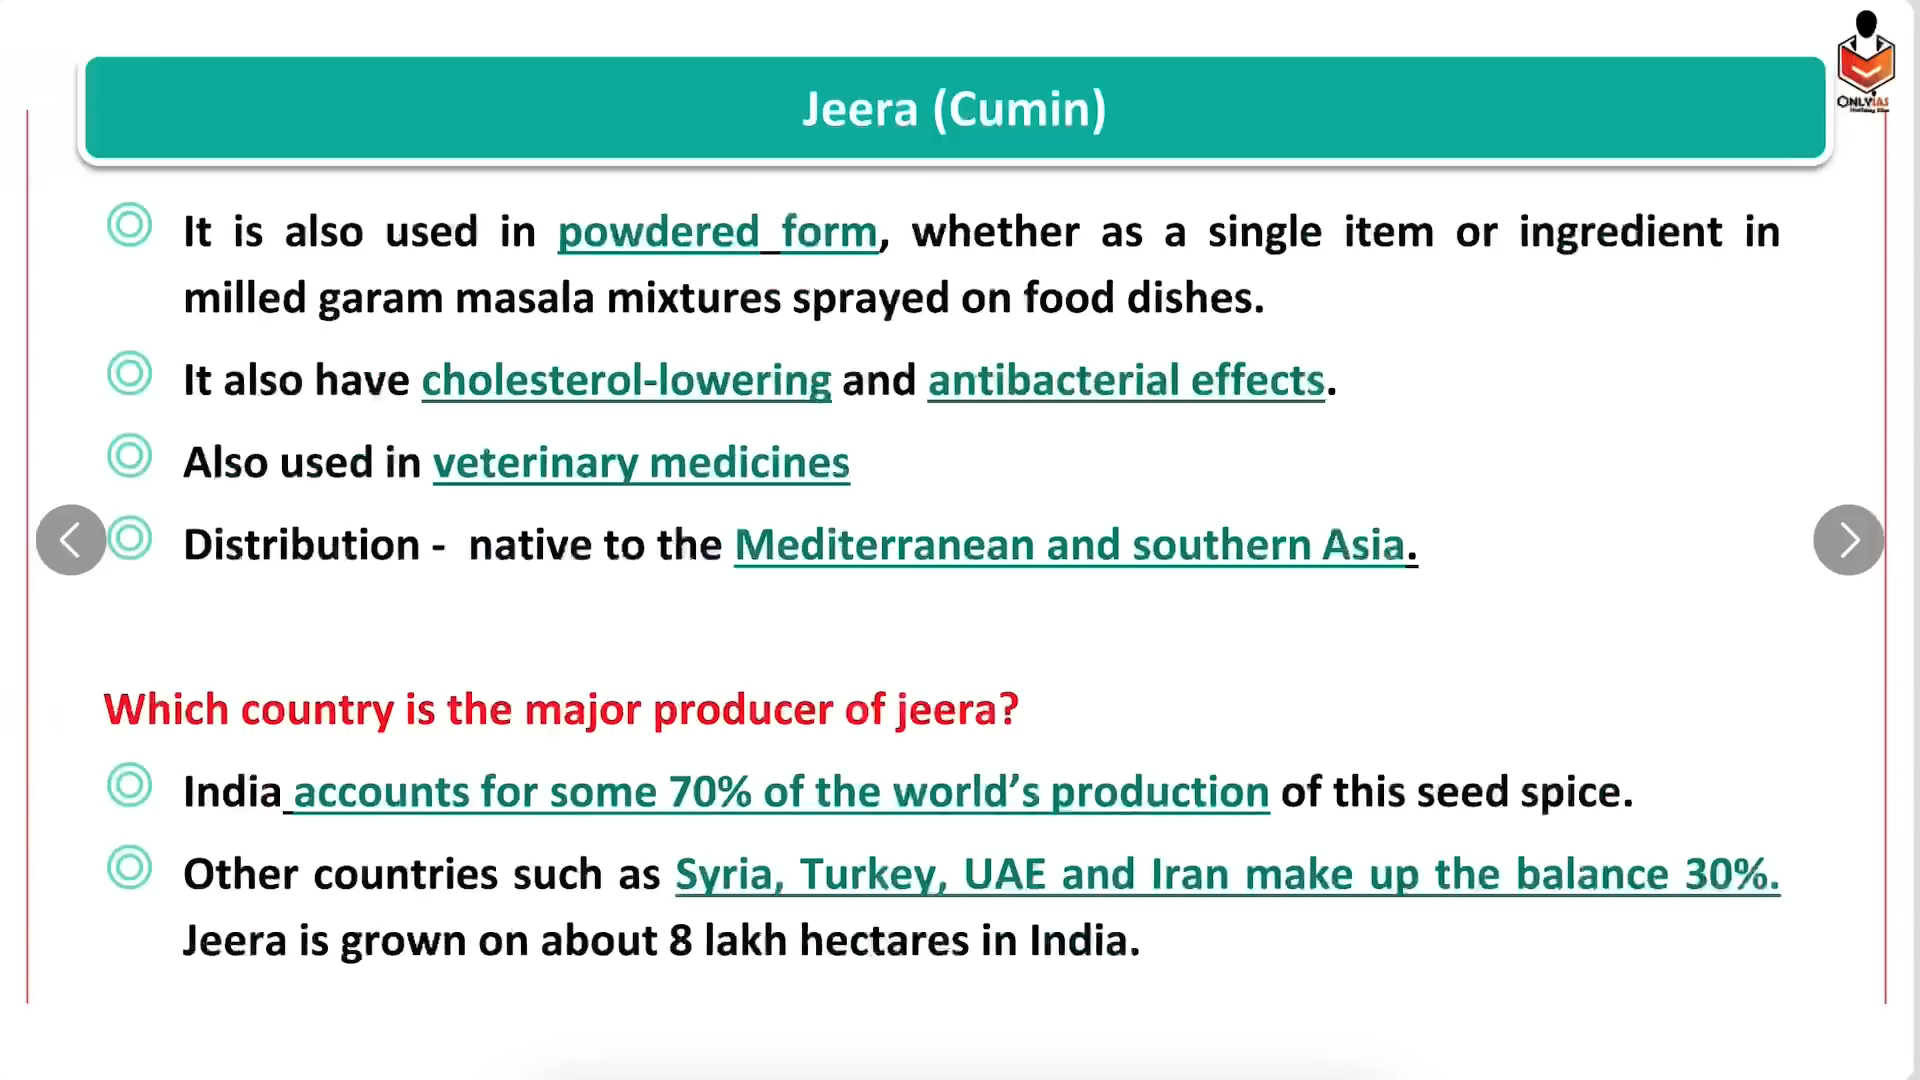 Jeera (Cumin)
ONLYIAS
It is also used in powdered form, whether as a single item or ingredient in
milled garam masala mixtures sprayed on food dishes.
It also have cholesterol-lowering and antibacterial effects.
Also used in veterinary medicines
Distribution - native to the Mediterranean and southern Asia.
Which country is the major producer of jeera?
India accounts for some 70% of the world’s production of this seed spice.
Other countries such as Syria, Turkey, UAE and Iran make up the balance 30%.
Jeera is grown on about 8 lakh hectares in India.